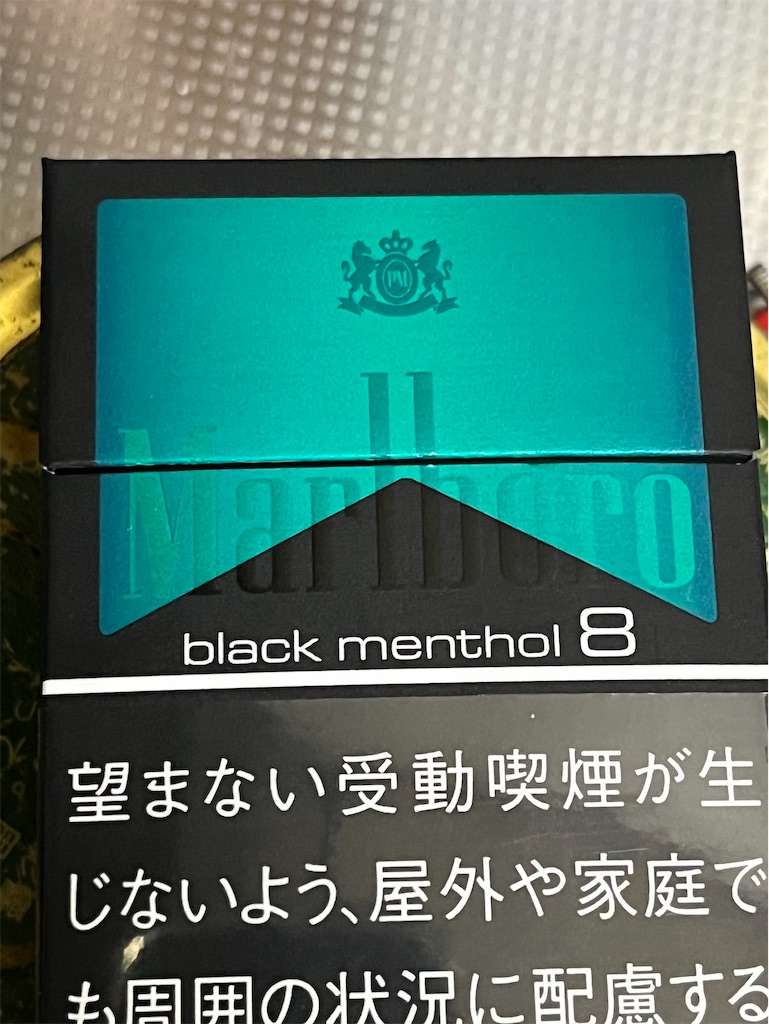 PM
Marlboro
black menthol 8
望まない受動喫煙が生
じないよう、屋外や家庭で
も周囲の状況に配慮する